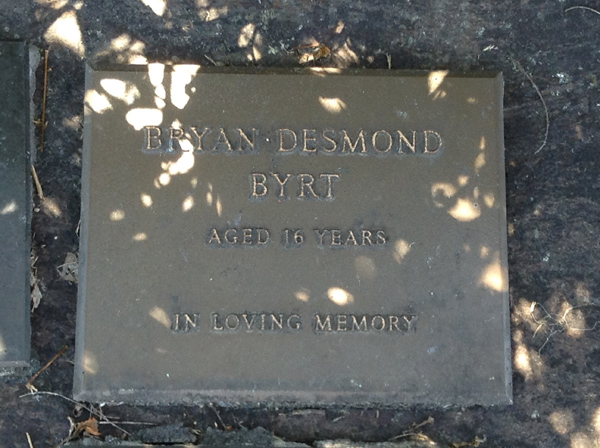 BRYAN · DESMOND
BYRT
AGED 16 YEARS
IN LOVING MEMORY